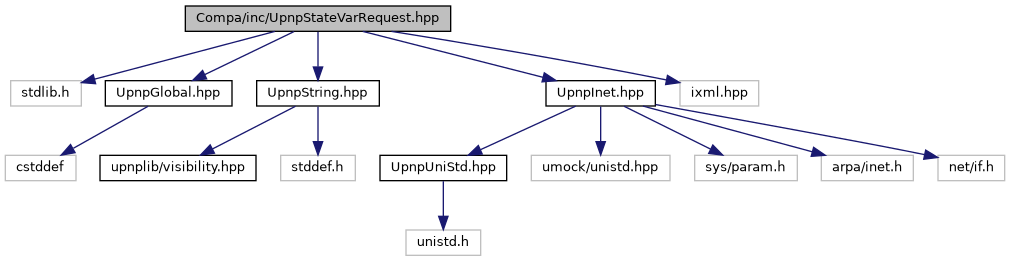 Compa/inc/UpnpStateVarRequest.hpp
stdlib.h
UpnpGlobal.hpp
UpnpString.hpp
UpnpInet.hpp
ixml.hpp
cstddef
upnplib/visibility.hpp
stddef.h
UpnpUniStd.hpp
umock/unistd.hpp
sys/param.h
arpa/inet.h
net/if.h
unistd.h